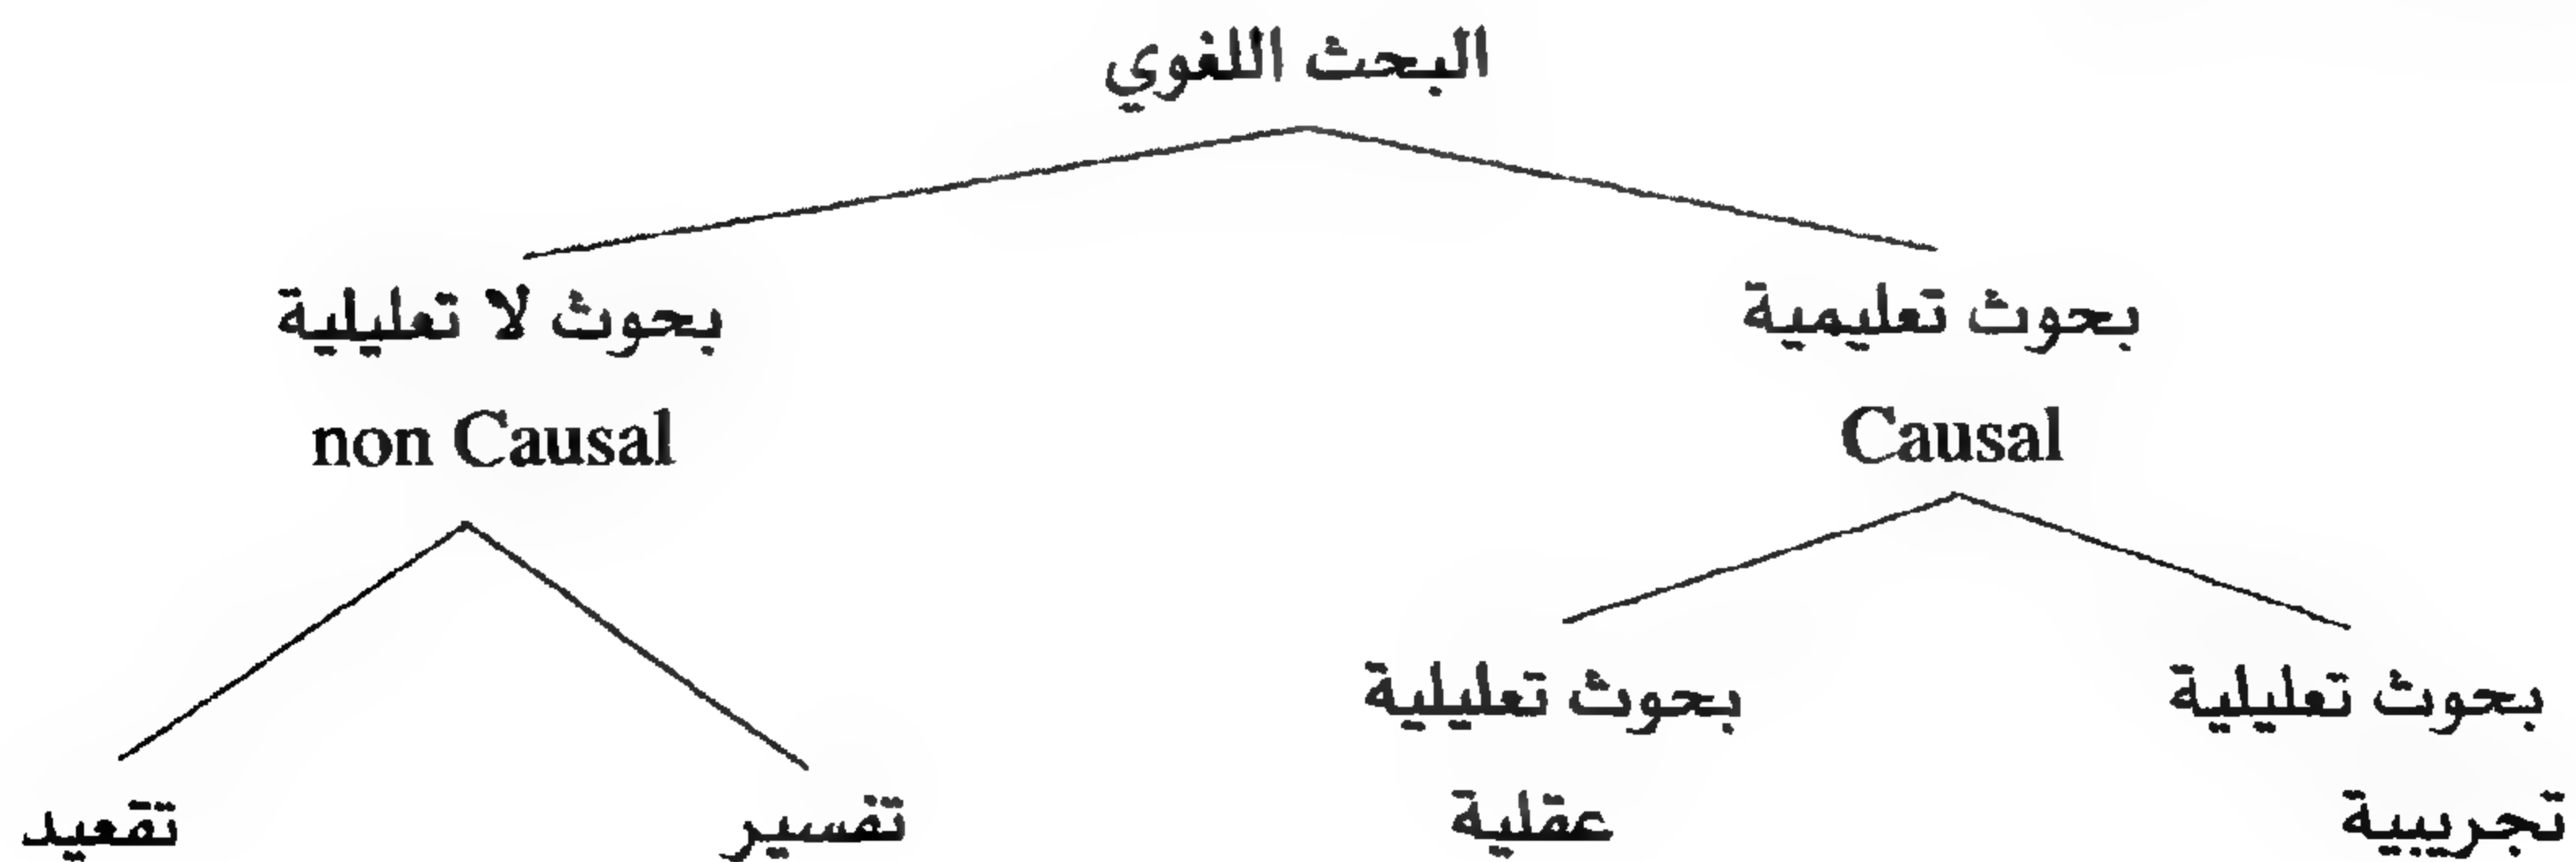 البحث اللغوي
بحوث تعليمية
Causal
بحوث لا تعليلية
non Causal
بحوث تعليلية
تجريبية
بحوث تعليلية
عقلية
تفسير
تقعيد